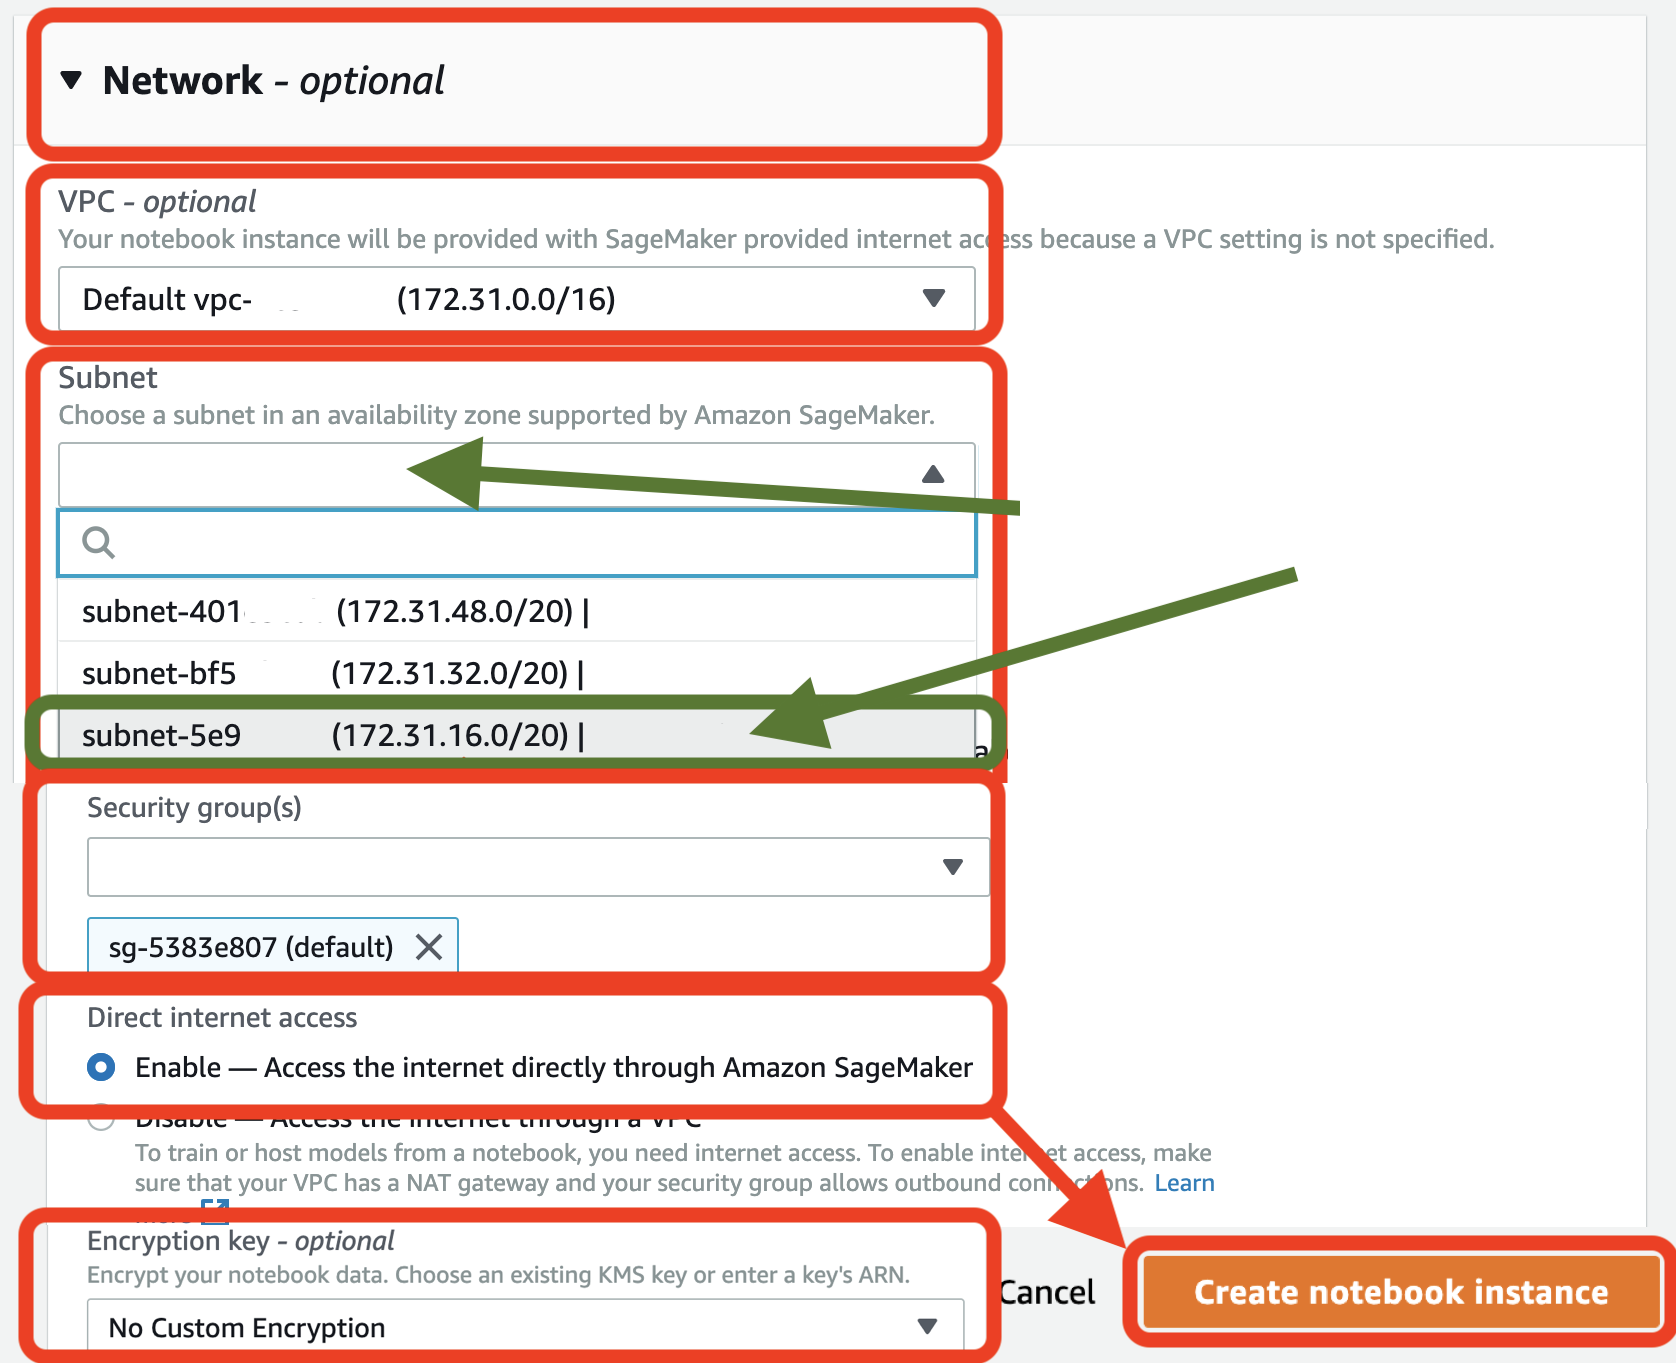 Network - optional
VPC - optional
Your notebook instance will be provided with SageMaker provided internet access because a VPC setting is not specified.
Default vpc- (172.31.0.0/16)
Subnet
Choose a subnet in an availability zone supported by Amazon SageMaker.
subnet-401 (172.31.48.0/20) |
subnet-bf5 (172.31.32.0/20) |
subnet-5e9 (172.31.16.0/20) |
Security group(s)
sg-5383e807 (default)
Direct internet access
Enable — Access the internet directly through Amazon SageMaker
Disable — Access the internet through a VPC
To train or host models from a notebook, you need internet access. To enable internet access, make
sure that your VPC has a NAT gateway and your security group allows outbound connections. Learn
Encryption key - optional
Encrypt your notebook data. Choose an existing KMS key or enter a key's ARN.
No Custom Encryption
Cancel
Create notebook instance